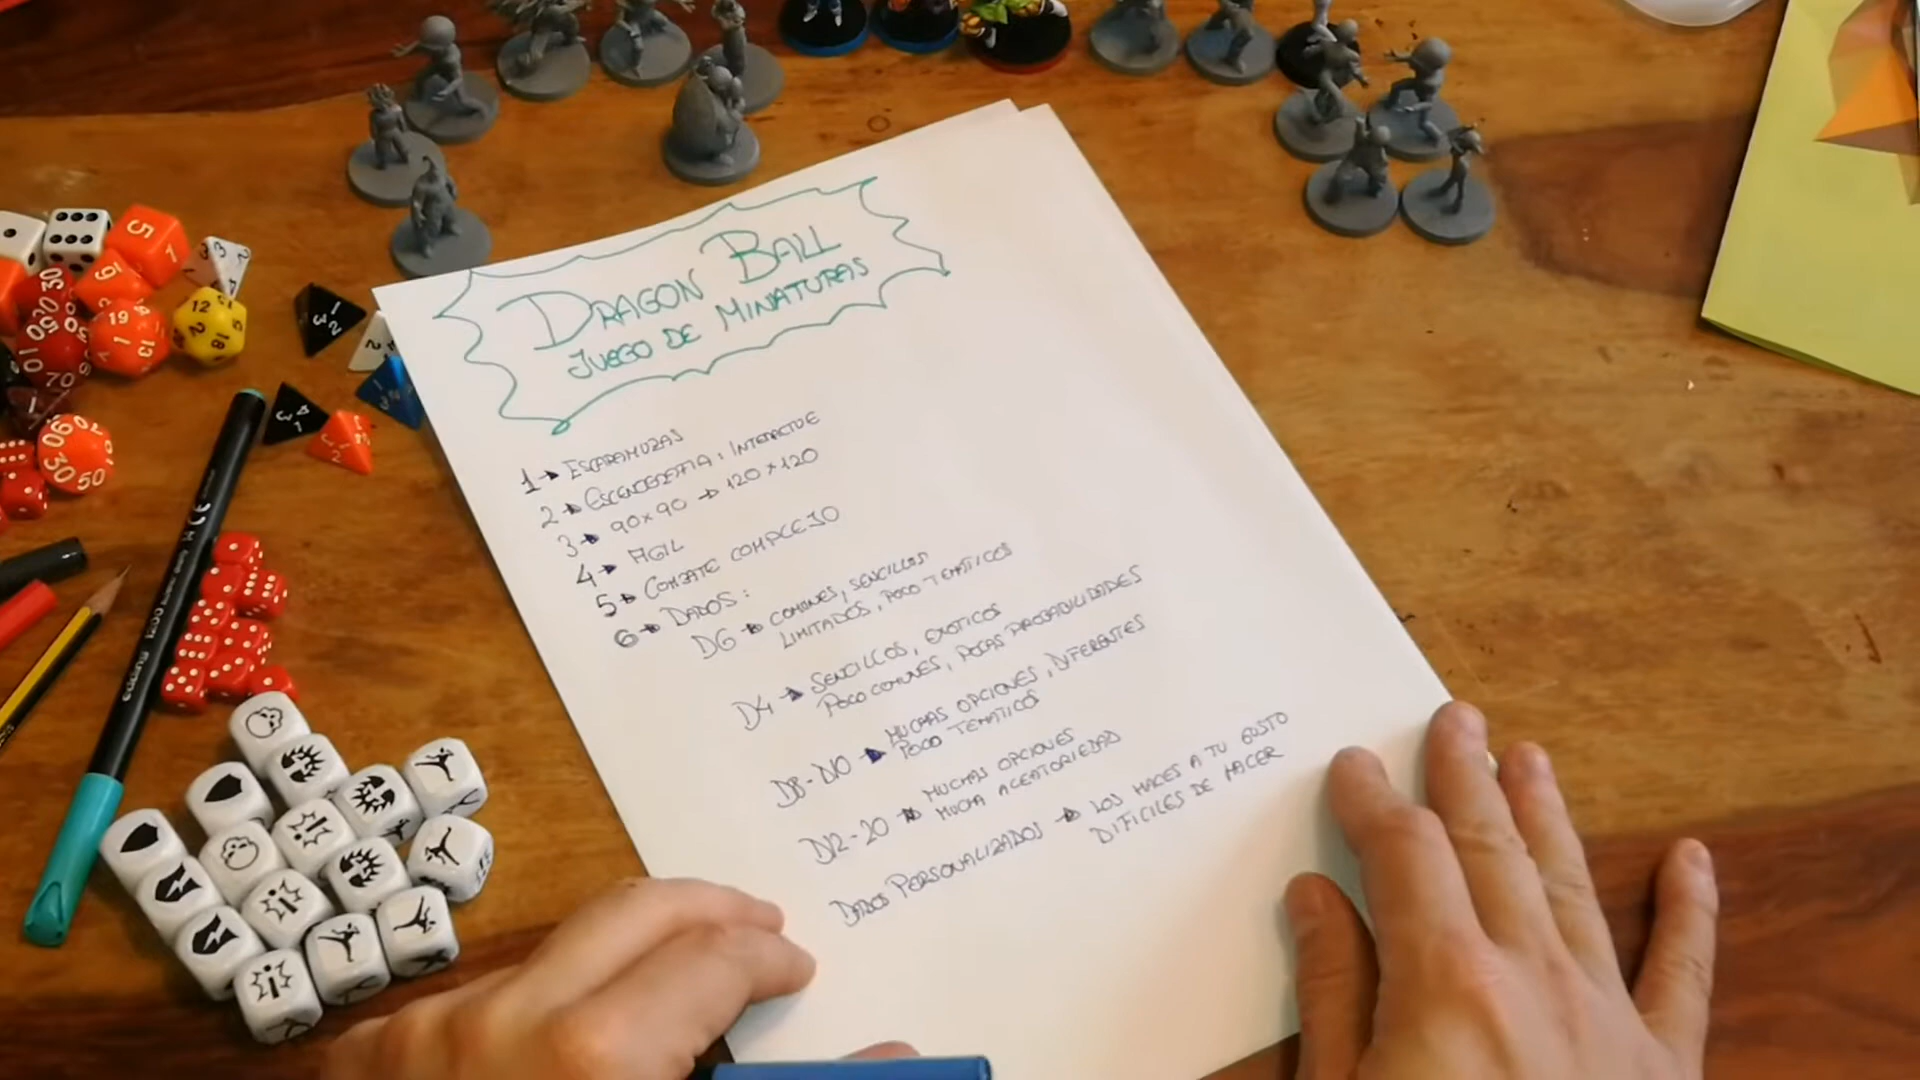 DRAGON BALL
JUEGO DE MINATURAS
1→ ESCARAMUZAS
2→ ESCENOGRAFIA: INTERACTUE
3→ 90x90 → 120x120
4→ AGIL
5→ COMBATE COMPLEJO
6→ DADOS:
D6→ COMUNES, SENCILLOS
LIMITADOS, POCO TEMATICOS
D4→ SENCILLOS, EXOTICOS
POCO COMUNES, POCAS PROBABILIDADES
D8-D10→ MUCHAS OPCIONES, DIFERENTES
POCO TEMATICOS
D12-20→ MUCHAS OPCIONES
MUCHA ALEATORIEDAD
DADOS PERSONALIZADOS→ LOS HACES A TU GUSTO
DIFICILES DE HACER
edding 1200